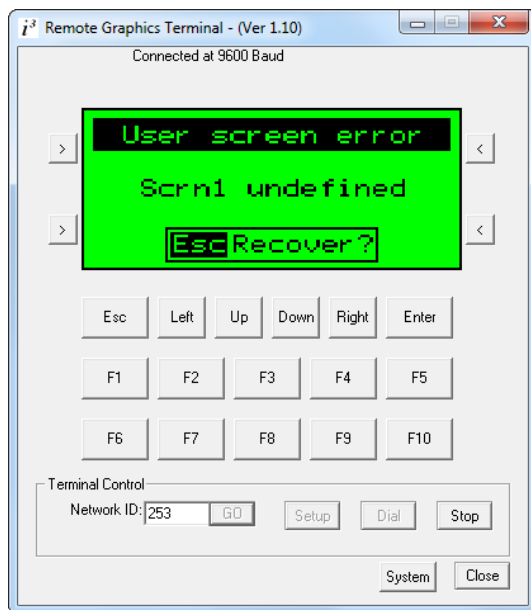 i³ Remote Graphics Terminal - (Ver 1.10)
Connected at 9600 Baud
User screen error
> <
Scrn1 undefined
> <
Esc Recover?
Esc Left Up Down Right Enter
F1 F2 F3 F4 F5
F6 F7 F8 F9 F10
Terminal Control
Network ID: 253 GO Setup Dial Stop
System Close